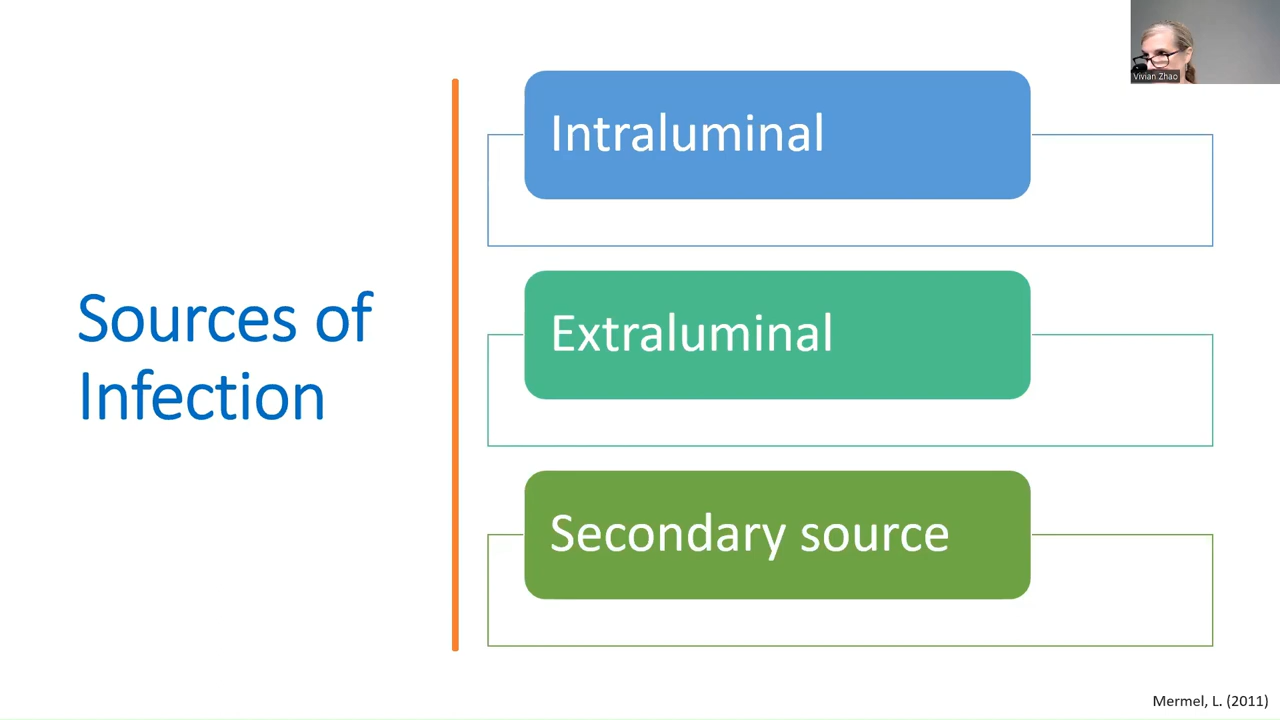 Vivian Zhao
Intraluminal
Sources of
Infection
Extraluminal
Secondary source
Mermel, L. (2011)